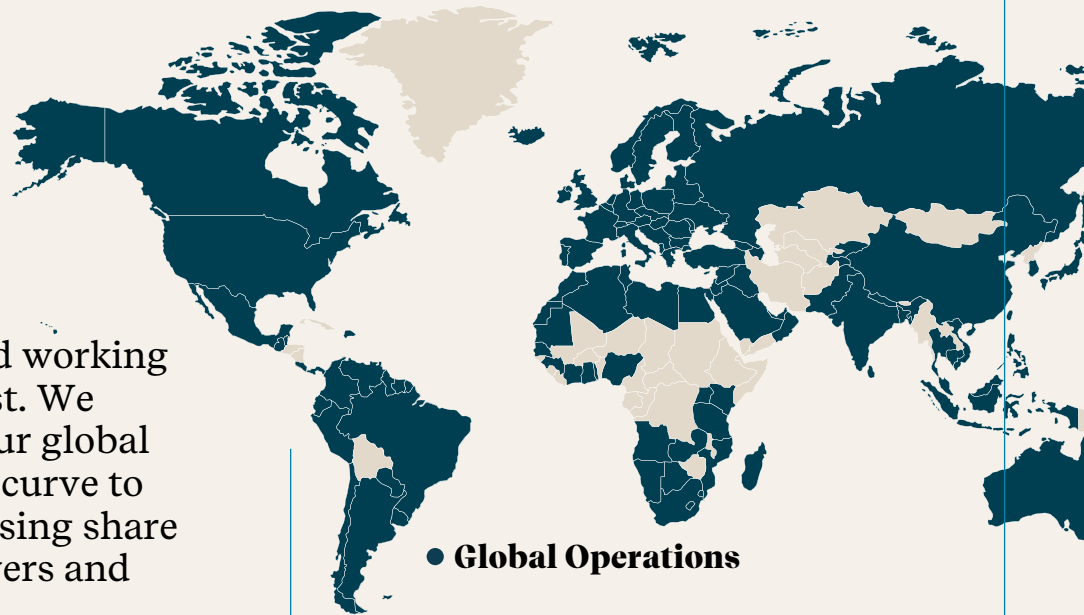 d working
st. We
ur global
curve to
sing share
vers and
Global Operations